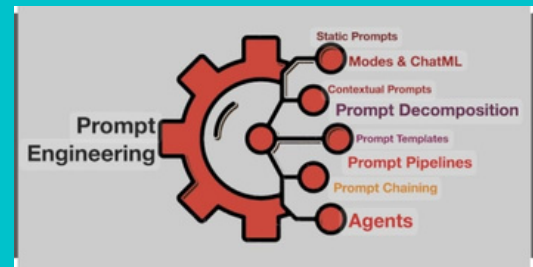 Prompt
Engineering
Static Prompts
Modes & ChatML
Contextual Prompts
Prompt Decomposition
Prompt Templates
Prompt Pipelines
Prompt Chaining
Agents